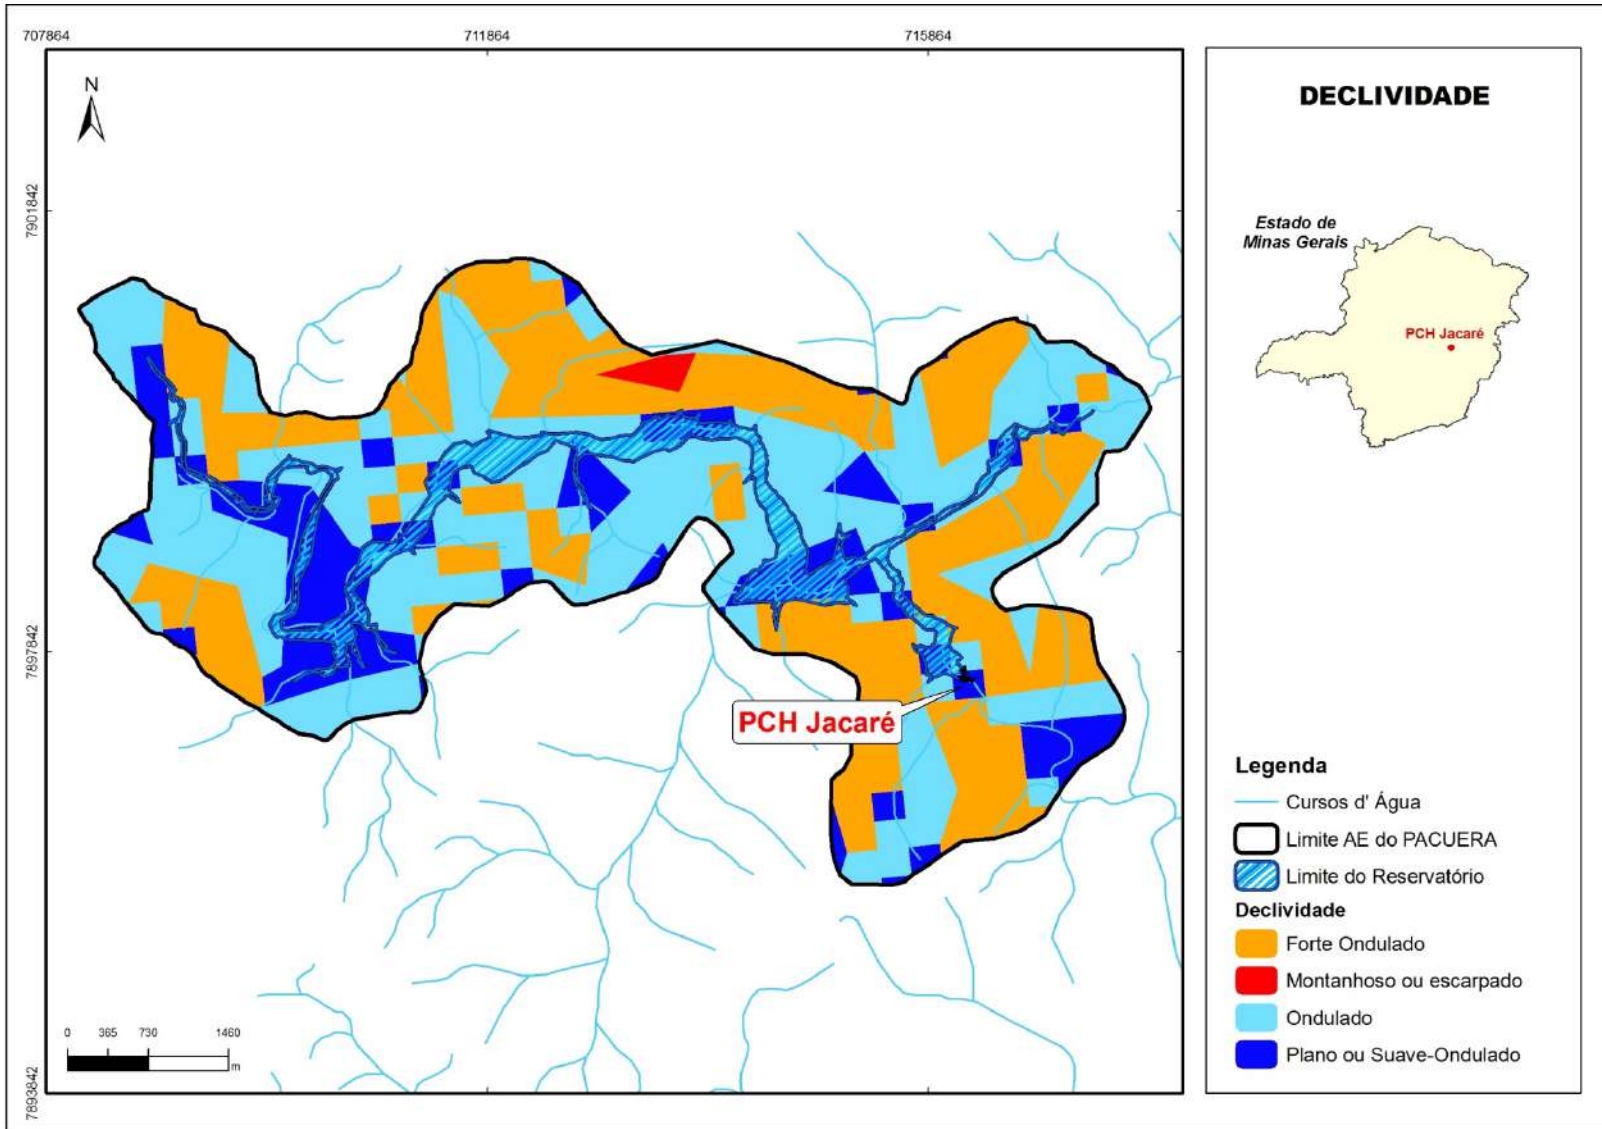 707864
711864
715864
N
7901842
7897842
7893842
PCH Jacaré
0 365 730 1460
m
DECLIVIDADE
Estado de
Minas Gerais
PCH Jacaré
Legenda
Cursos d' Água
Limite AE do PACUERA
Limite do Reservatório
Declividade
Forte Ondulado
Montanhoso ou escarpado
Ondulado
Plano ou Suave-Ondulado